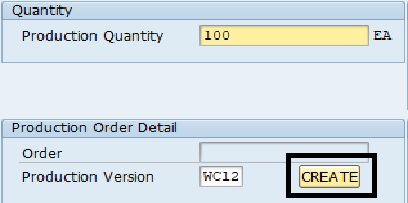 Quantity
Production Quantity 100 EA
Production Order Detail
Order
Production Version WC12 CREATE